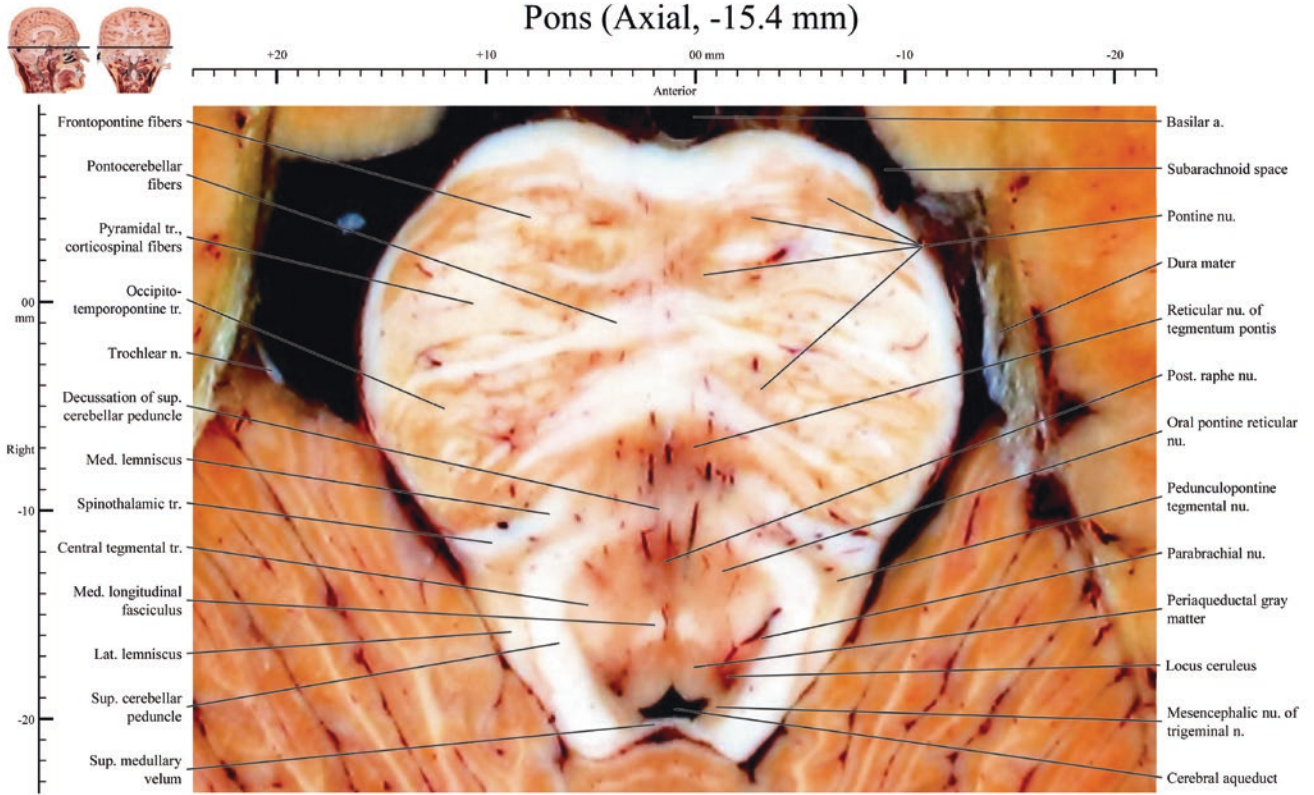 Pons (Axial, -15.4 mm)
+20
+10
00 mm
-10
-20
Anterior
Frontopontine fibers
Pontocerebellar
fibers
Pyramidal tr.,
corticospinal fibers
Occipito-
temporopontine tr.
Trochlear n.
Decussation of sup.
cerebellar peduncle
Med. lemniscus
Spinothalamic tr.
Central tegmental tr.
Med. longitudinal
fasciculus
Lat. lemniscus
Sup. cerebellar
peduncle
Sup. medullary
velum
00
mm
Right
-10
-20
Basilar a.
Subarachnoid space
Pontine nu.
Dura mater
Reticular nu. of
tegmentum pontis
Post. raphe nu.
Oral pontine reticular
nu.
Pedunculopontine
tegmental nu.
Parabrachial nu.
Periaqueductal gray
matter
Locus ceruleus
Mesencephalic nu. of
trigeminal n.
Cerebral aqueduct